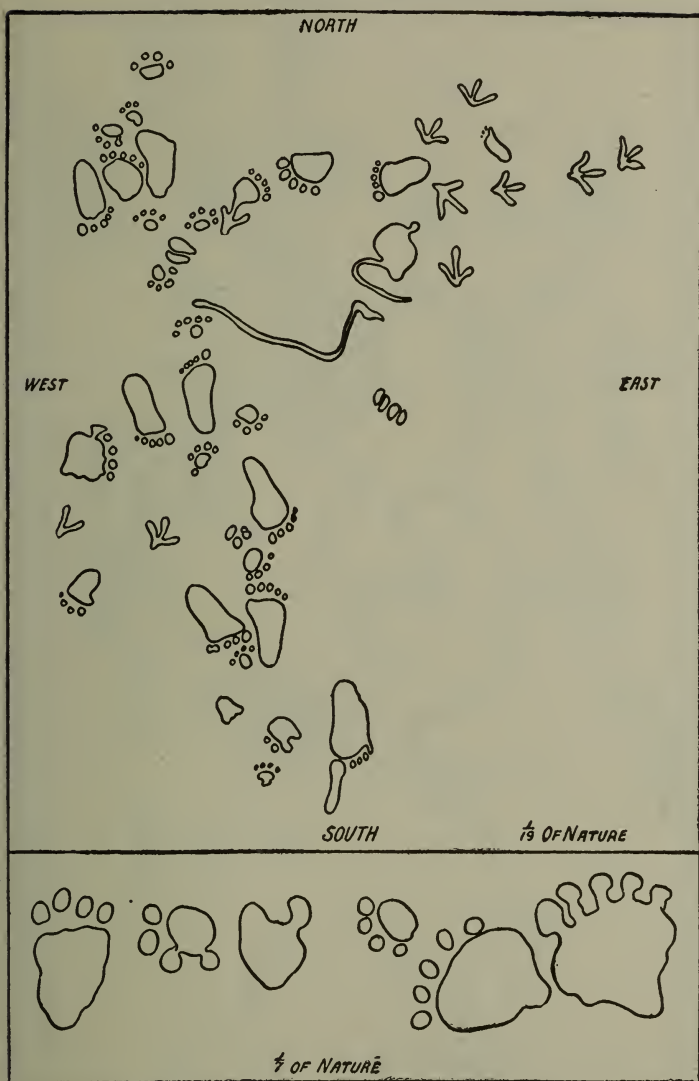 NORTH
WEST
EAST
SOUTH
1/19 OF NATURE
1/7 OF NATURE